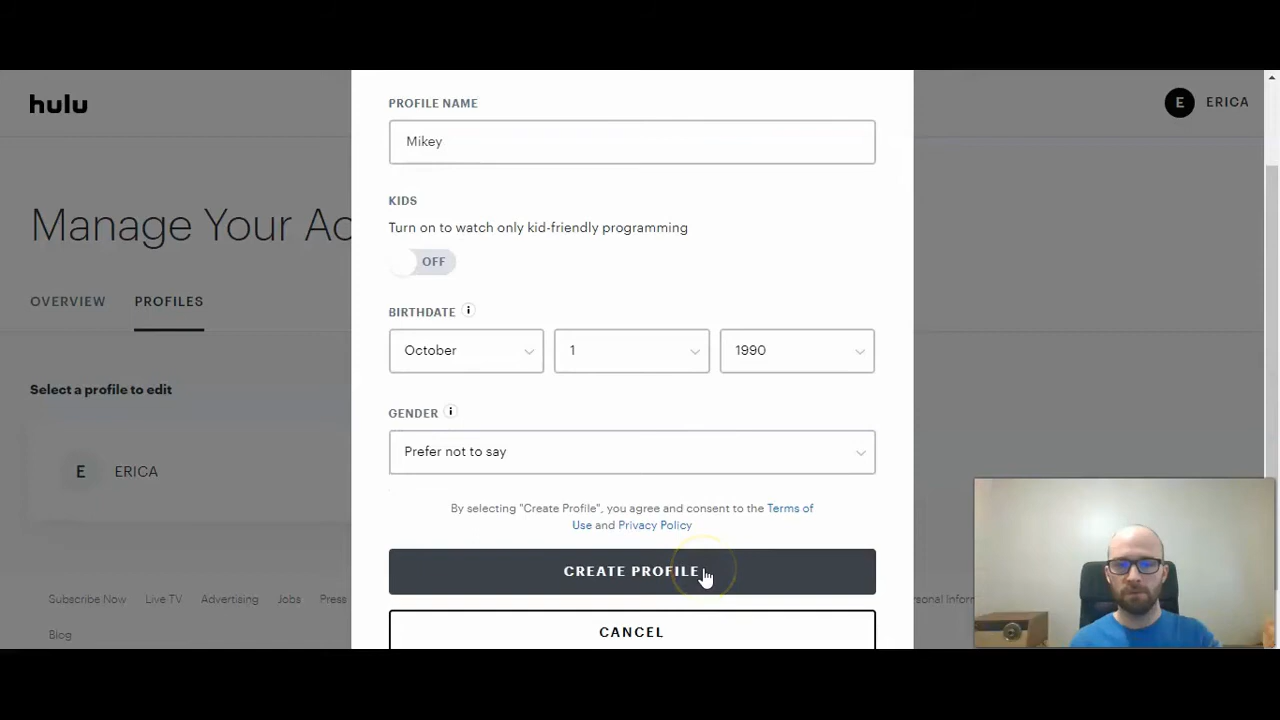 hulu
E ERICA
Manage Your Ac
OVERVIEW PROFILES
Select a profile to edit
E ERICA
Subscribe Now Live TV Advertising Jobs Press
Blog
PROFILE NAME
Mikey
KIDS
Turn on to watch only kid-friendly programming
OFF
BIRTHDATE i
October 1 1990
GENDER i
Prefer not to say
By selecting "Create Profile", you agree and consent to the Terms of
Use and Privacy Policy
CREATE PROFILE
CANCEL
ersonal Inform